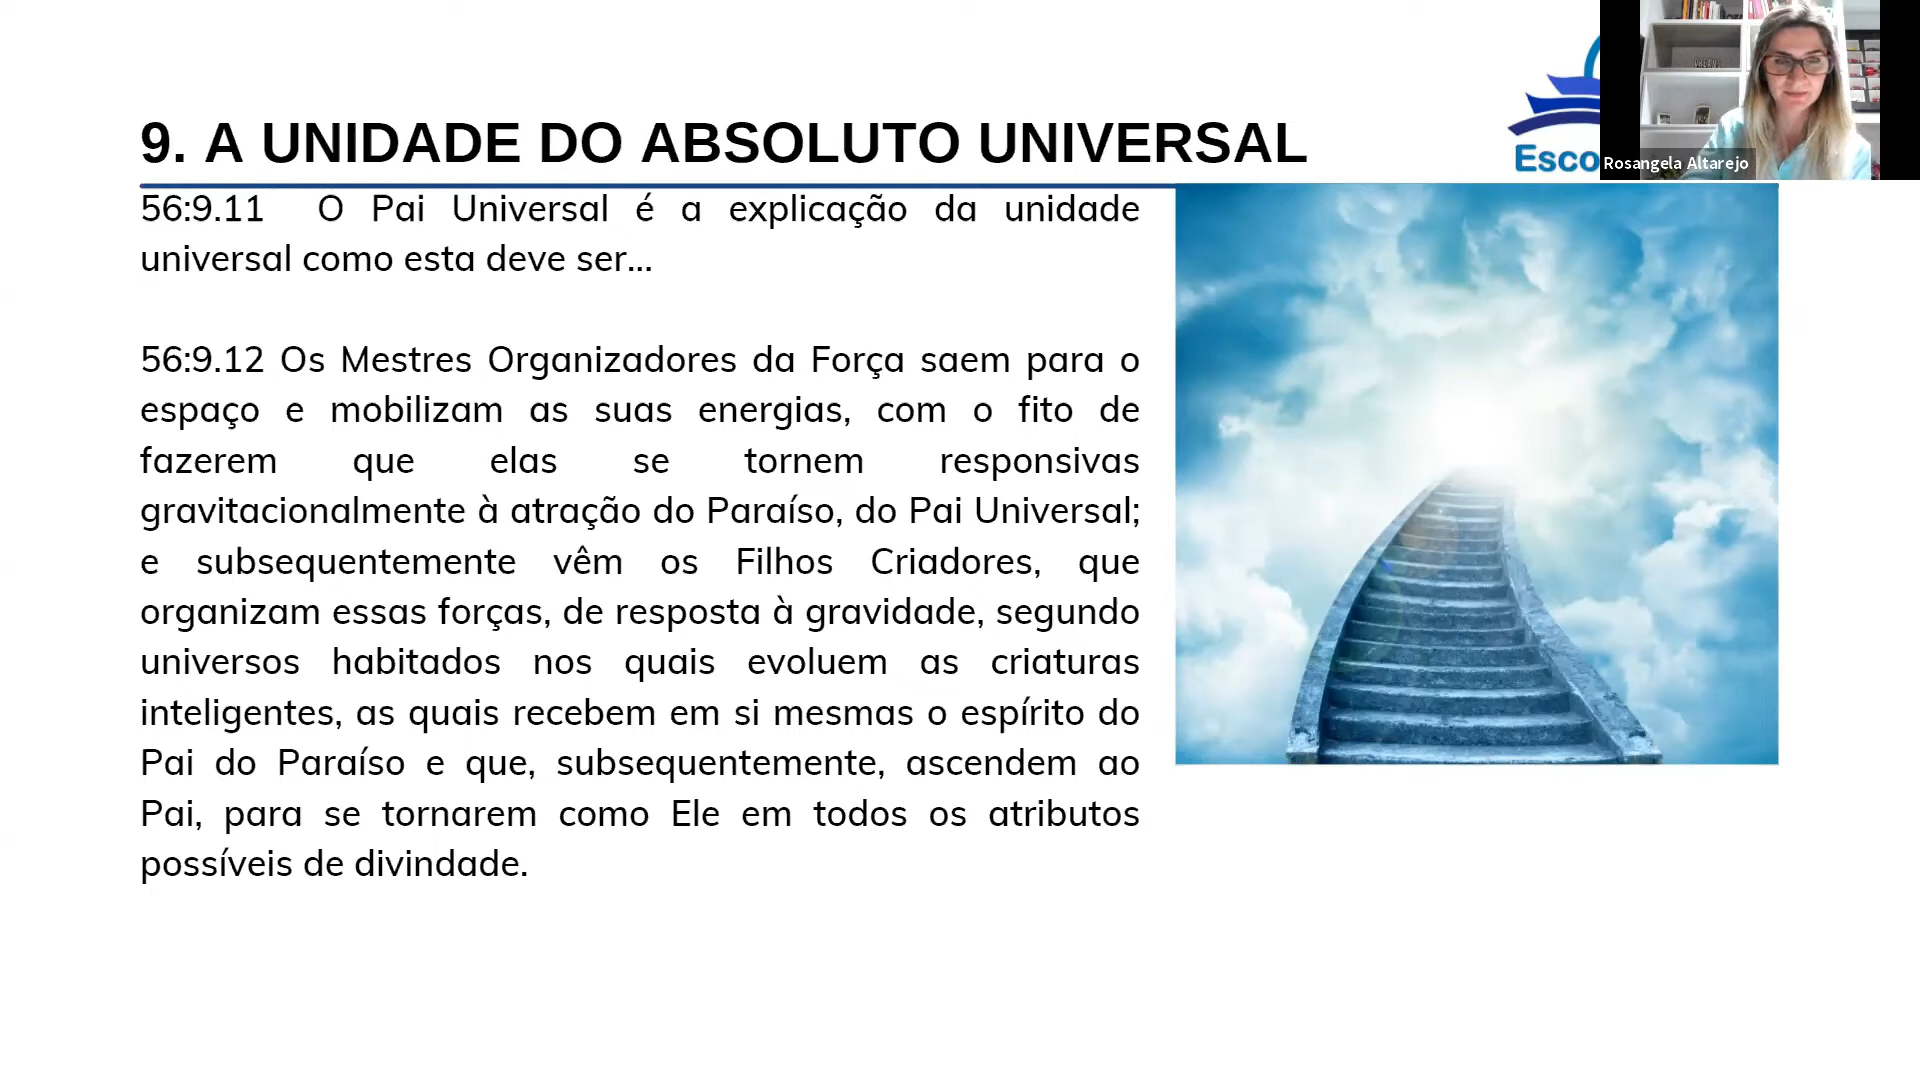 9. A UNIDADE DO ABSOLUTO UNIVERSAL
Esco
Rosangela Altarejo
56:9.11 O Pai Universal é a explicação da unidade
universal como esta deve ser...
56:9.12 Os Mestres Organizadores da Força saem para o
espaço e mobilizam as suas energias, com o fito de
fazerem que elas se tornem responsivas
gravitacionalmente à atração do Paraíso, do Pai Universal;
e subsequentemente vêm os Filhos Criadores, que
organizam essas forças, de resposta à gravidade, segundo
universos habitados nos quais evoluem as criaturas
inteligentes, as quais recebem em si mesmas o espírito do
Pai do Paraíso e que, subsequentemente, ascendem ao
Pai, para se tornarem como Ele em todos os atributos
possíveis de divindade.